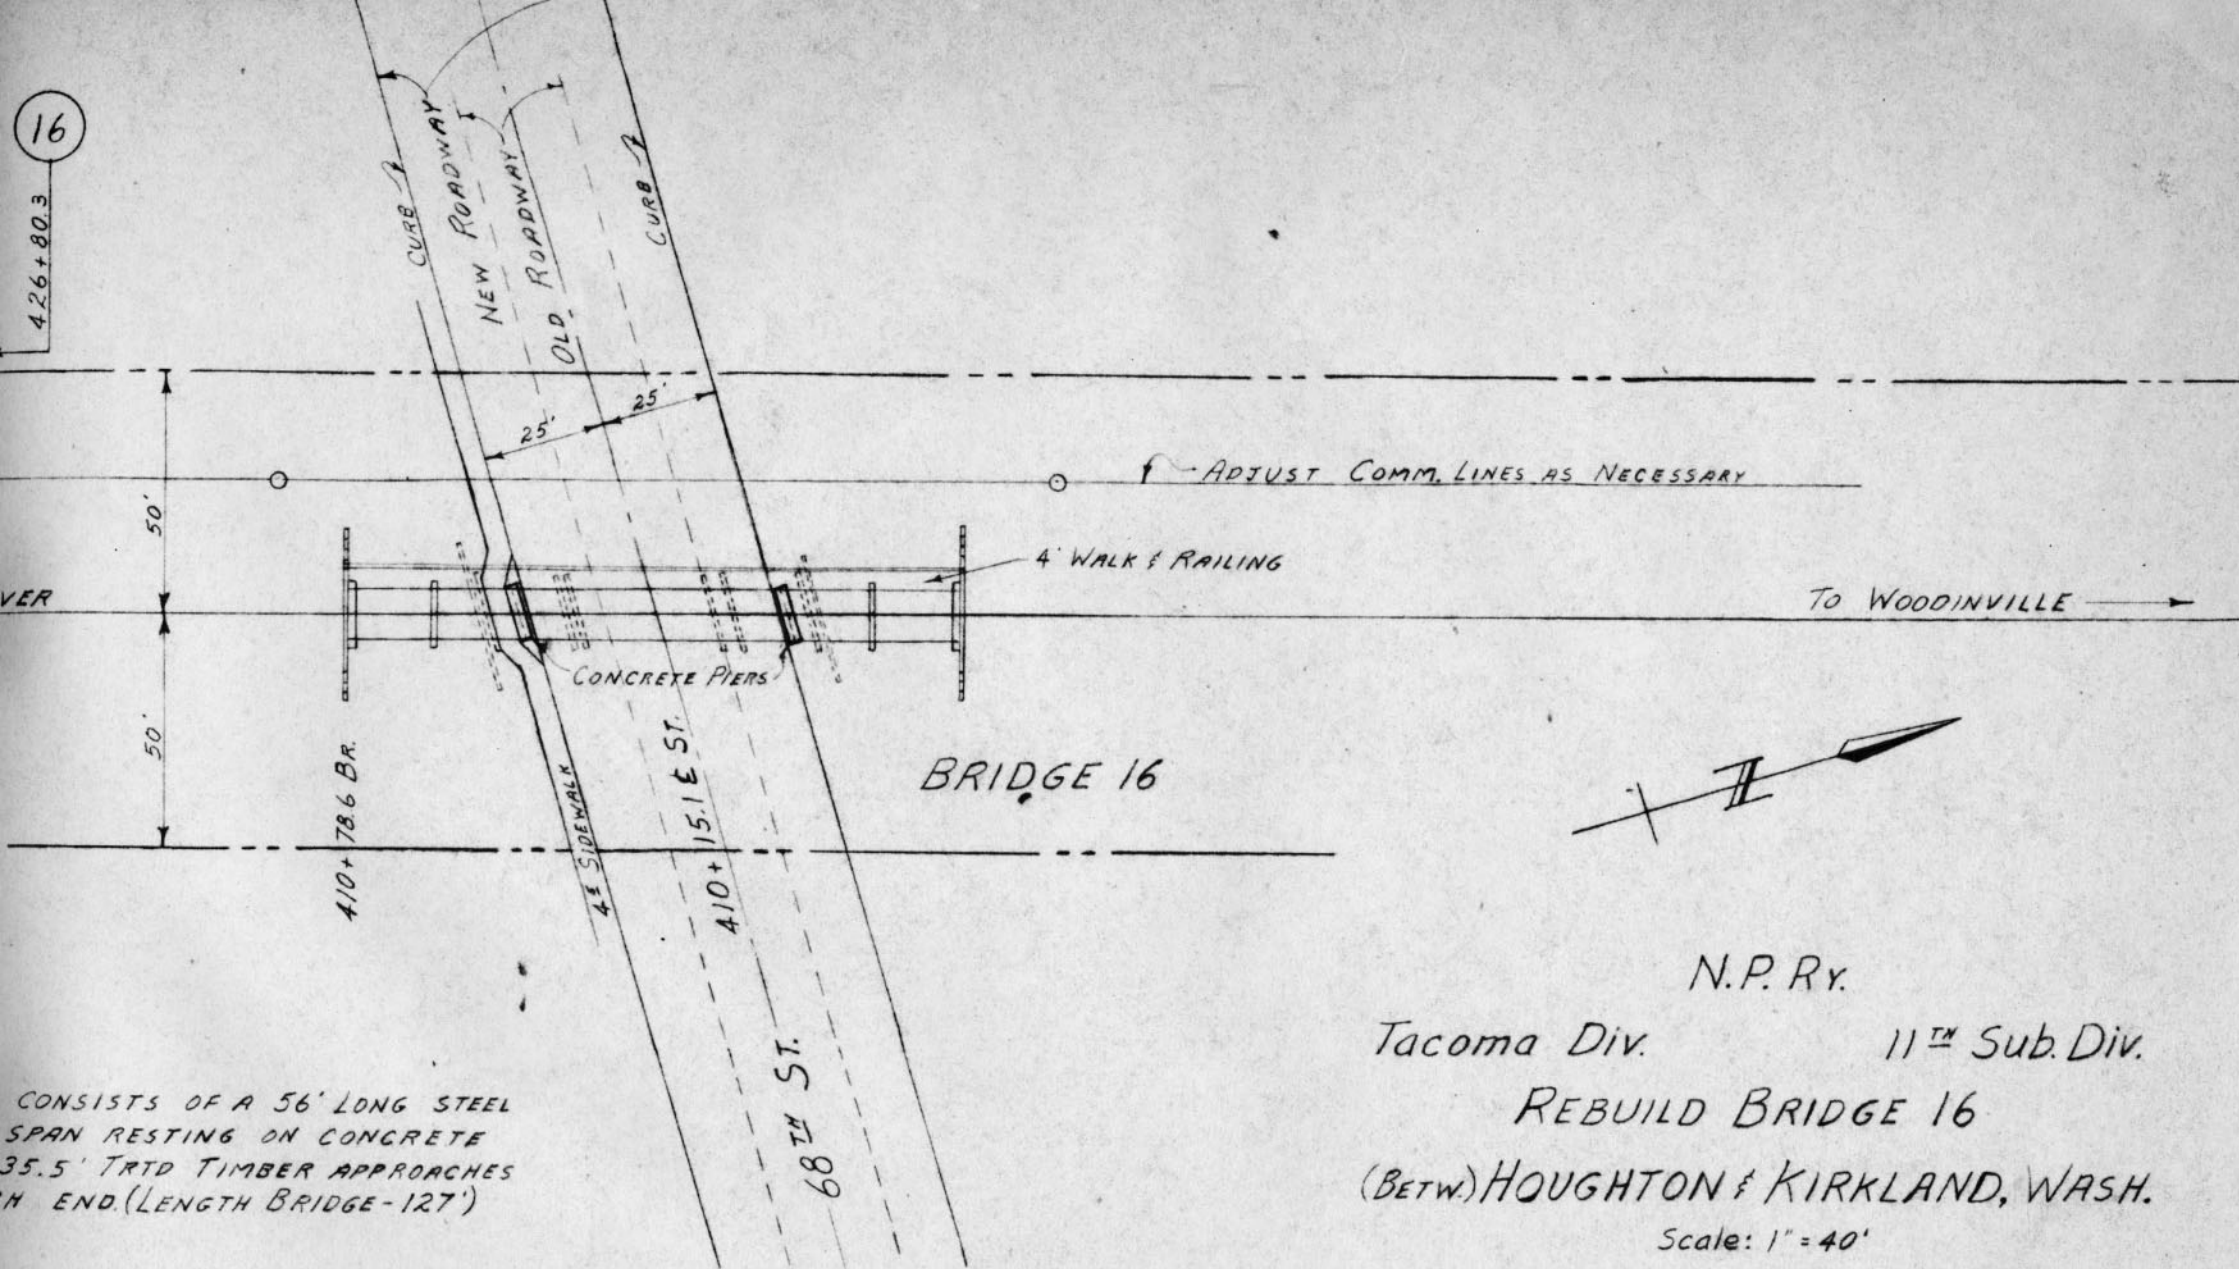 16
426+80.3
CURB
NEW ROADWAY
OLD ROADWAY
CURB
25'
25'
50'
ADJUST COMM. LINES AS NECESSARY
4' WALK & RAILING
VER
TO WOODINVILLE
CONCRETE PIERS
50'
410+78.6 BR.
4' SIDEWALK
410+15.1 ℄ ST.
68TH ST.
BRIDGE 16
N
CONSISTS OF A 56' LONG STEEL
SPAN RESTING ON CONCRETE
35.5' TRTD TIMBER APPROACHES
H END. (LENGTH BRIDGE-127')
N.P. RY.
Tacoma Div. 11TH Sub. Div.
REBUILD BRIDGE 16
(BETW.) HOUGHTON & KIRKLAND, WASH.
Scale: 1"=40'